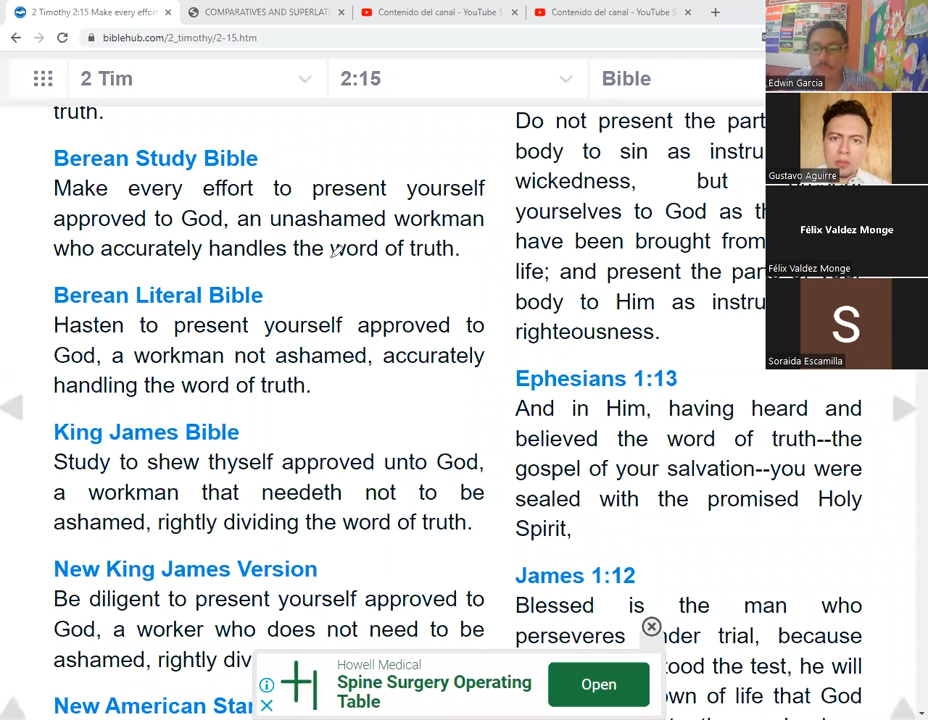 2 Timothy 2:15 Make every effor
COMPARATIVES AND SUPERLAT
Contenido del canal - YouTube S
Contenido del canal - YouTube S
biblehub.com/2_timothy/2-15.htm
2 Tim
2:15
Bible
truth.
Berean Study Bible
Make every effort to present yourself
approved to God, an unashamed workman
who accurately handles the word of truth.
Berean Literal Bible
Hasten to present yourself approved to
God, a workman not ashamed, accurately
handling the word of truth.
King James Bible
Study to shew thyself approved unto God,
a workman that needeth not to be
ashamed, rightly dividing the word of truth.
New King James Version
Be diligent to present yourself approved to
God, a worker who does not need to be
ashamed, rightly div
New American Star
Do not present the part
body to sin as instru
wickedness, but
yourselves to God as th
have been brought from
life; and present the par
body to Him as instru
righteousness.
Ephesians 1:13
And in Him, having heard and
believed the word of truth--the
gospel of your salvation--you were
sealed with the promised Holy
Spirit,
James 1:12
Blessed is the man who
perseveres nder trial, because
tood the test, he will
wn of life that God
Howell Medical
Spine Surgery Operating
Table
Open
Edwin Garcia
Gustavo Aguirre
Félix Valdez Monge
Félix Valdez Monge
S
Soraida Escamilla